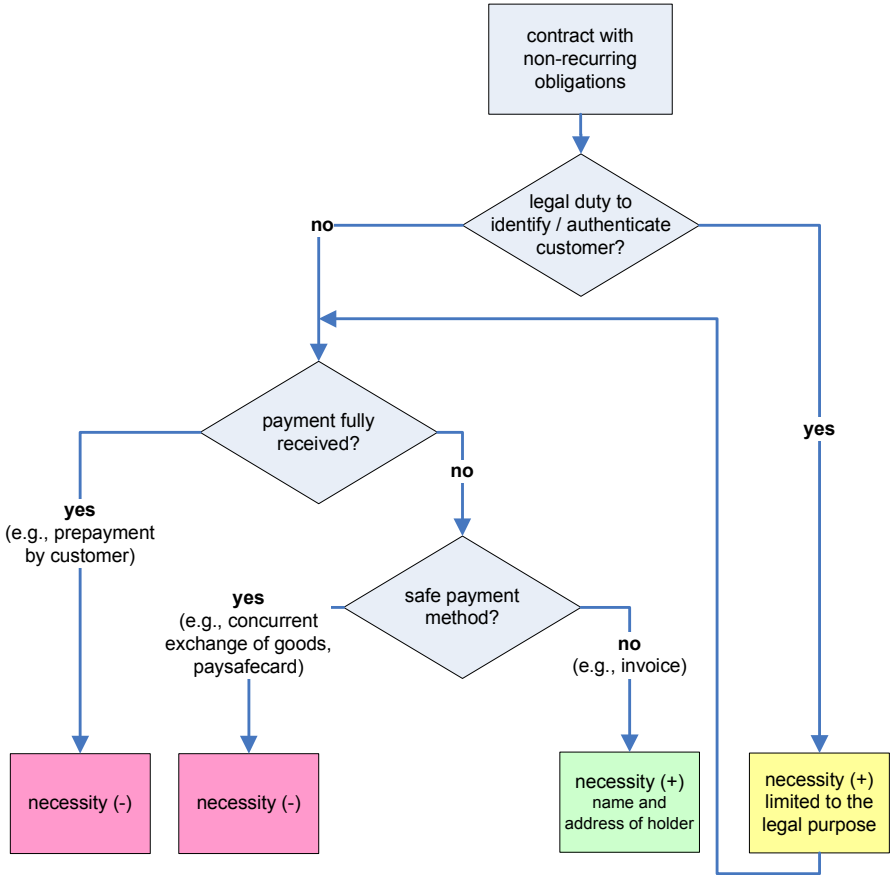 contract with
non-recurring
obligations
legal duty to
identify / authenticate
customer?
no
yes
payment fully
received?
no
yes
(e.g., prepayment
by customer)
safe payment
method?
yes
(e.g., concurrent
exchange of goods,
paysafecard)
no
(e.g., invoice)
necessity (-)
necessity (-)
necessity (+)
name and
address of holder
necessity (+)
limited to the
legal purpose